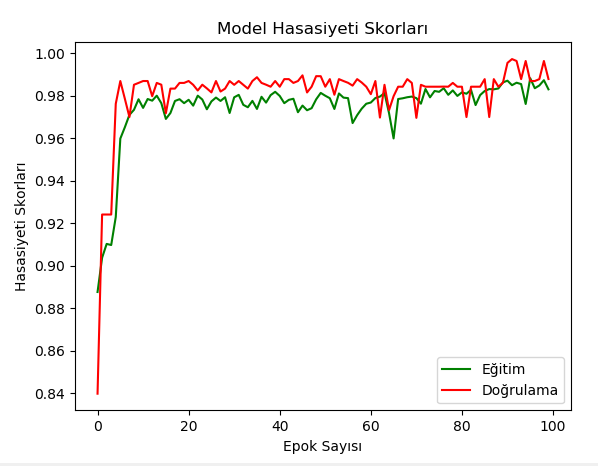 Model Hasasiyeti Skorları
Hasasiyeti Skorları
1.00
0.98
0.96
0.94
0.92
0.90
0.88
0.86
0.84
Eğitim
Doğrulama
0 20 40 60 80 100
Epok Sayısı